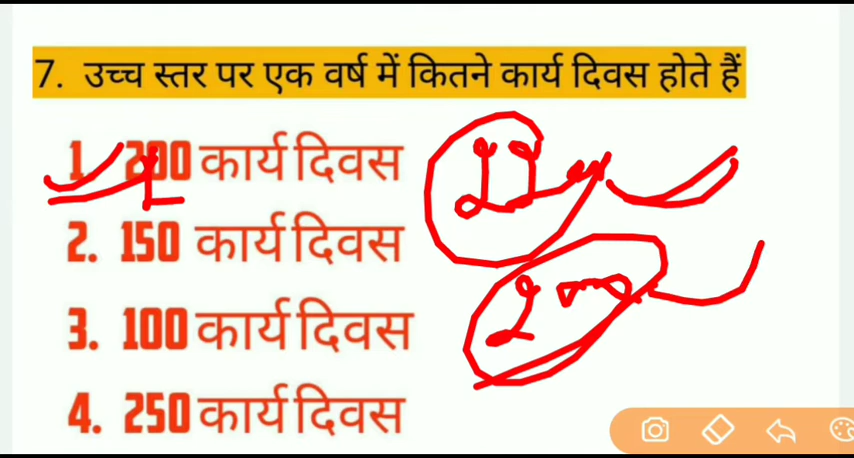 7. उच्च स्तर पर एक वर्ष में कितने कार्य दिवस होते हैं
1. 200 कार्य दिवस
2. 150 कार्य दिवस
3. 100 कार्य दिवस
4. 250 कार्य दिवस